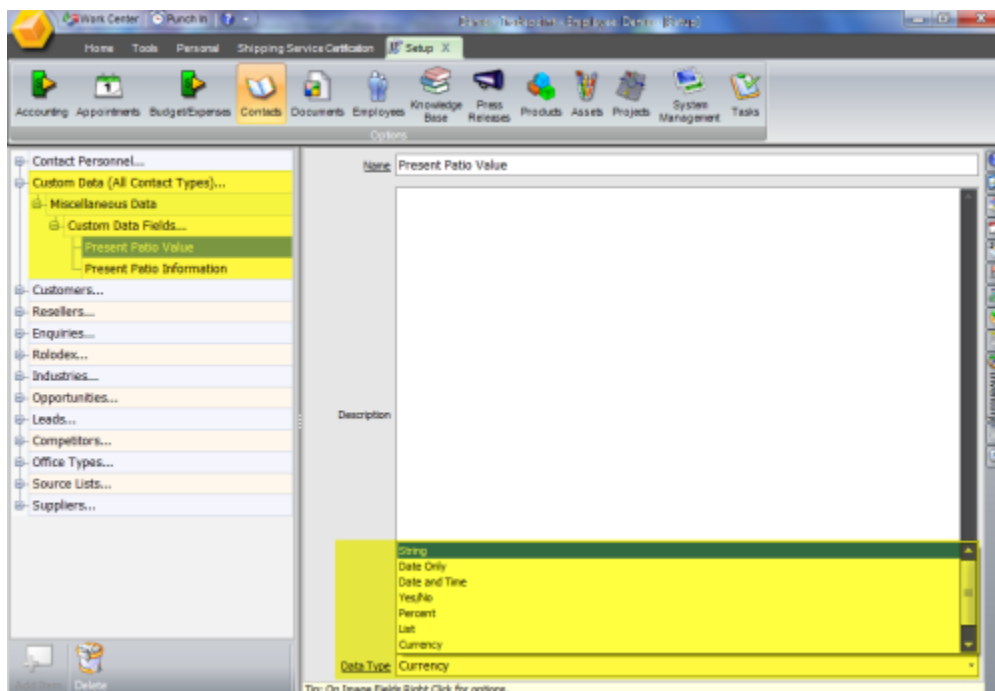 Work Center Punch In
Home Tools Personal Shipping Service Certification Setup X
Accounting Appointments Budget/Expenses Contacts Documents Employees Knowledge Base Press Releases Products Assets Projects System Management Tasks
Options
Contact Personnel...
Custom Data (All Contact Types)...
Miscellaneous Data
Custom Data Fields...
Present Patio Value
Present Patio Information
Customers...
Resellers...
Enquiries...
Rolodex...
Industries...
Opportunities...
Leads...
Competitors...
Office Types...
Source Lists...
Suppliers...
Delete
Name Present Patio Value
Description
String
Date Only
Date and Time
Yes/No
Percent
List
Currency
Data Type Currency
Tip: On Image Fields Right Click for options.